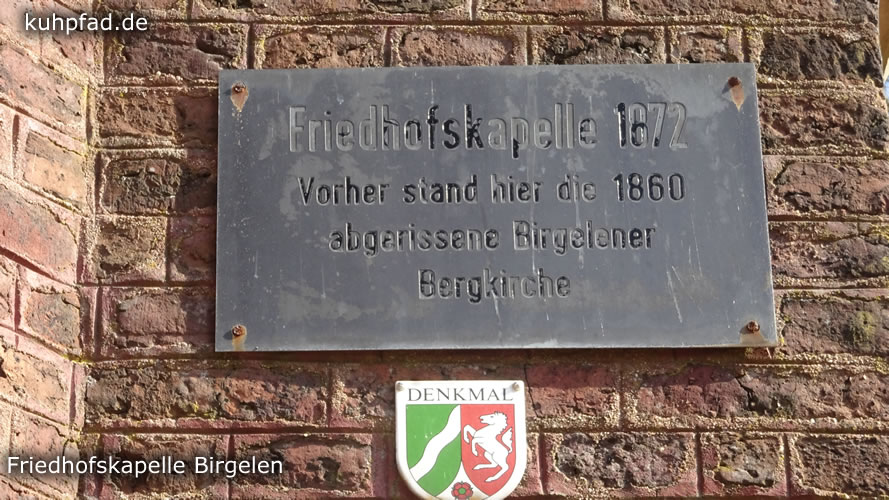 kuhpfad.de
Friedhofskapelle 1872
Vorher stand hier die 1860
abgerissene Birgelener
Bergkirche
DENKMAL
Friedhofskapelle Birgelen